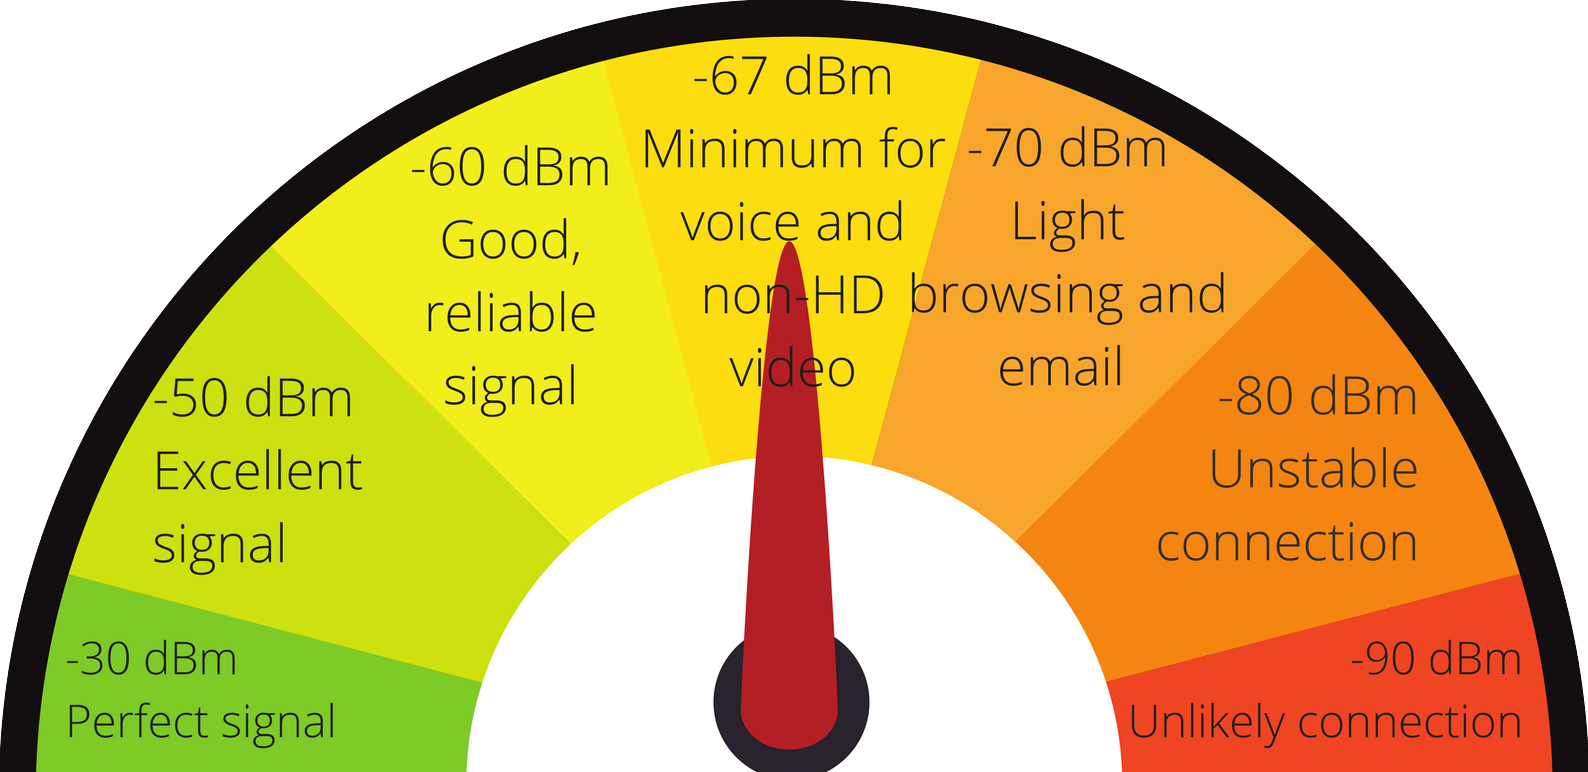 -30 dBm
Perfect signal
-50 dBm
Excellent
signal
-60 dBm
Good,
reliable
signal
-67 dBm
Minimum for
voice and
non-HD
video
-70 dBm
Light
browsing and
email
-80 dBm
Unstable
connection
-90 dBm
Unlikely connection